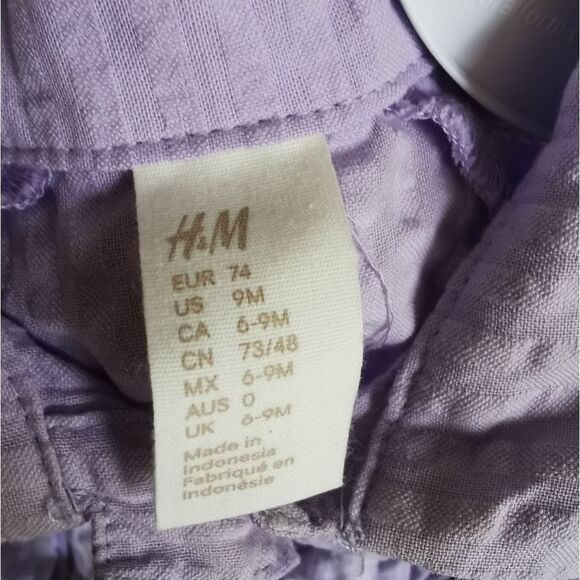 H&M
EUR 74
US 9M
CA 6-9M
CN 73/48
MX 6-9M
AUS 0
UK 6-9M
Made in
Indonesia
Fabriqué en
Indonésie